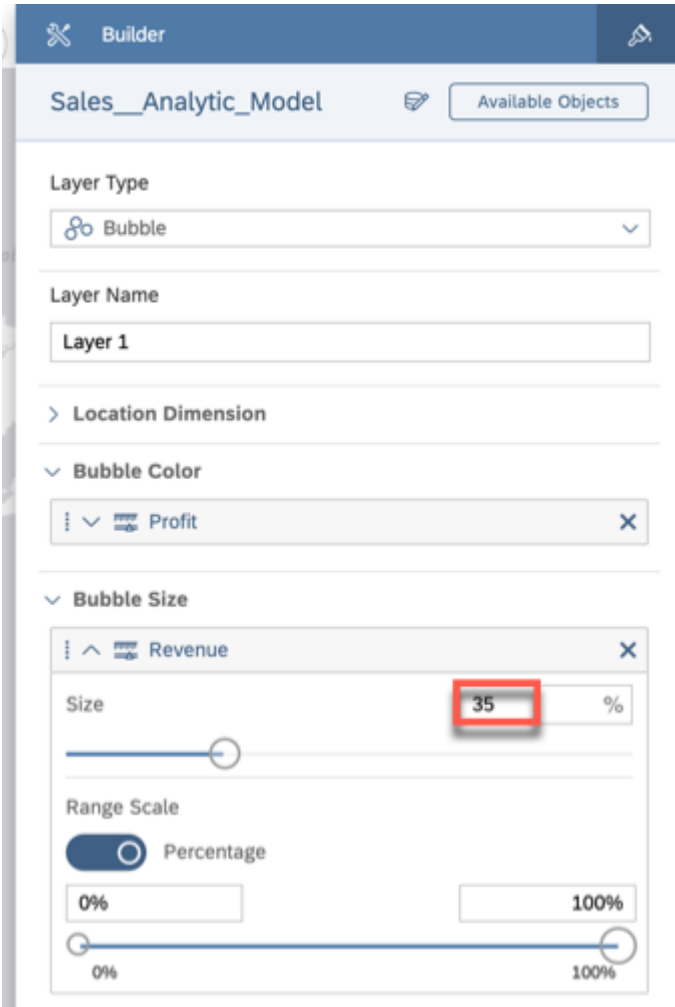 Builder
Sales__Analytic_Model
Available Objects
Layer Type
Bubble
Layer Name
Layer 1
Location Dimension
Bubble Color
Profit
Bubble Size
Revenue
Size 35 %
Range Scale
Percentage
0% 100%
0% 100%